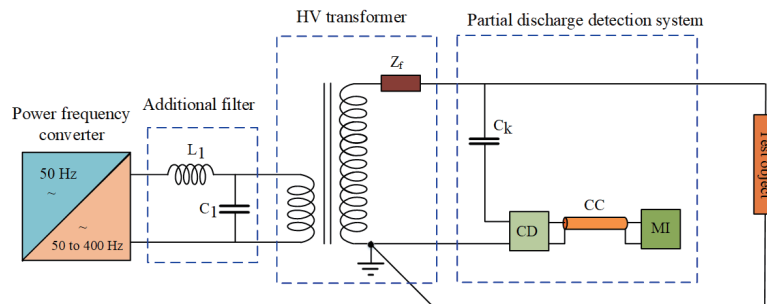 HV transformer
Partial discharge detection system
Power frequency
converter
Additional filter
Zf
L1
Ck
50 Hz
~
C1
~
50 to 400 Hz
CC
CD
MI
Test object